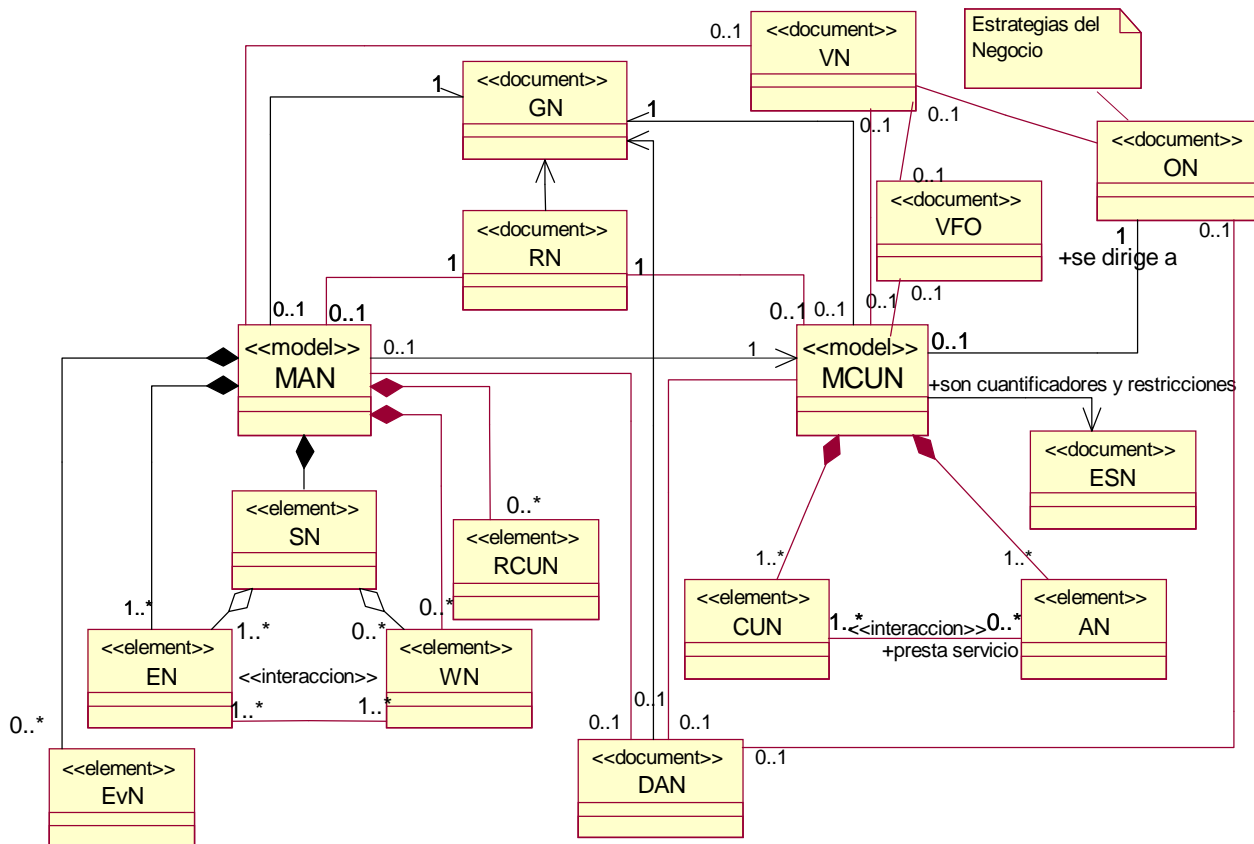 0..1
<<document>>
VN
Estrategias del
Negocio
<<document>>
GN
1
1
0..1
0..1
<<document>>
ON
0..1
<<document>>
VFO
0..1
1
+se dirige a
<<document>>
RN
1
1
0..1
0..1
0..1
0..1
0..1
0..1
0..1
<<model>>
MAN
0..1
1
<<model>>
MCUN
0..1
+son cuantificadores y restricciones
<<document>>
ESN
<<element>>
SN
0..*
<<element>>
RCUN
1..*
1..*
<<element>>
CUN
1..*
<<interaccion>>
0..*
+presta servicio
<<element>>
AN
1..*
1..*
0..*
0..*
<<element>>
EN
<<interaccion>>
1..*
1..*
<<element>>
WN
0..*
<<element>>
EvN
0..1
0..1
0..1
0..1
<<document>>
DAN